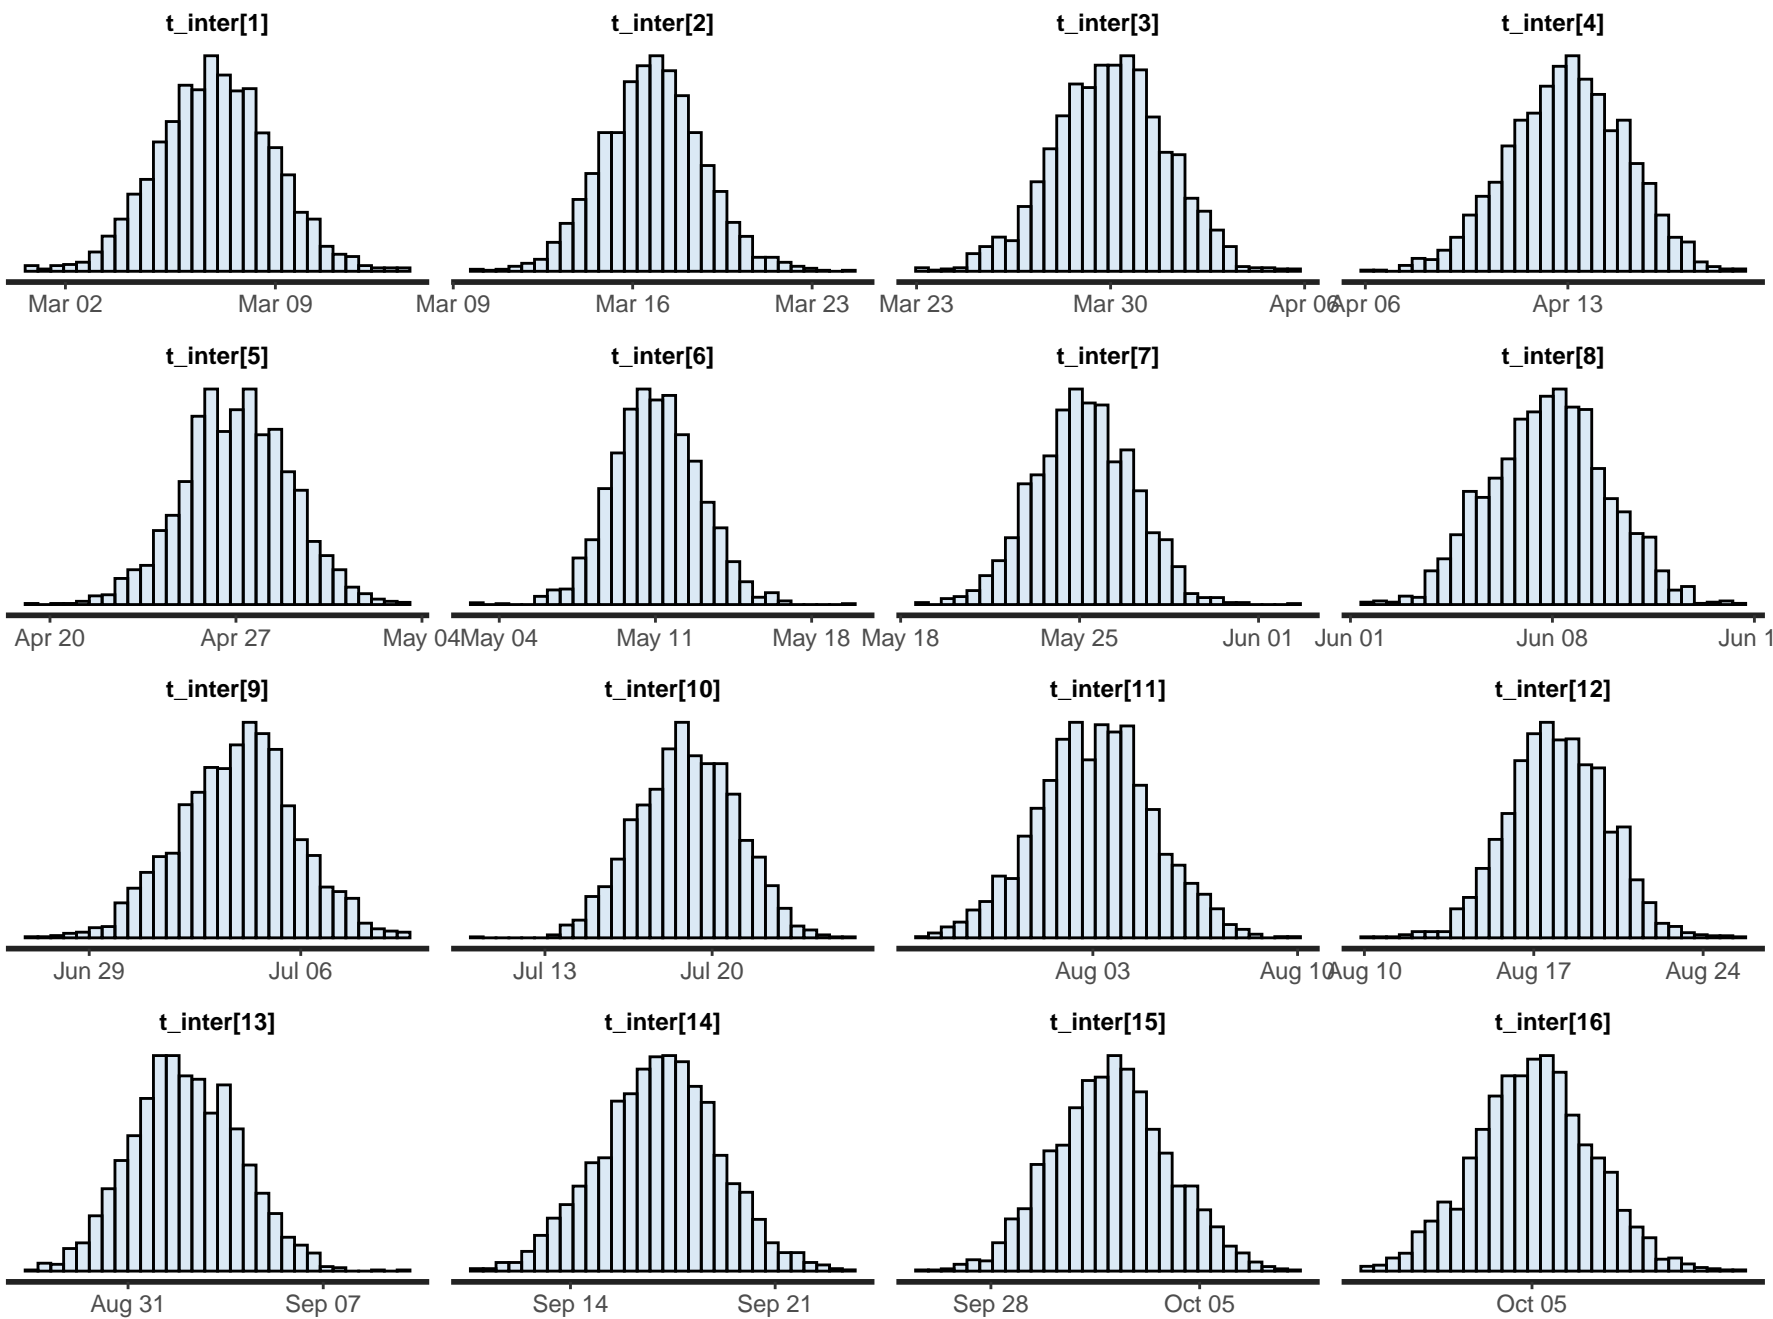 t_inter[1] t_inter[2] t_inter[3] t_inter[4]
Mar 02 Mar 09 Mar 09 Mar 16 Mar 23 Mar 23 Mar 30 Apr 06 Apr 06 Apr 13
t_inter[5] t_inter[6] t_inter[7] t_inter[8]
Apr 20 Apr 27 May 04 May 04 May 11 May 18 May 18 May 25 Jun 01 Jun 01 Jun 08 Jun 1
t_inter[9] t_inter[10] t_inter[11] t_inter[12]
Jun 29 Jul 06 Jul 13 Jul 20 Aug 03 Aug 10 Aug 10 Aug 17 Aug 24
t_inter[13] t_inter[14] t_inter[15] t_inter[16]
Aug 31 Sep 07 Sep 14 Sep 21 Sep 28 Oct 05 Oct 05